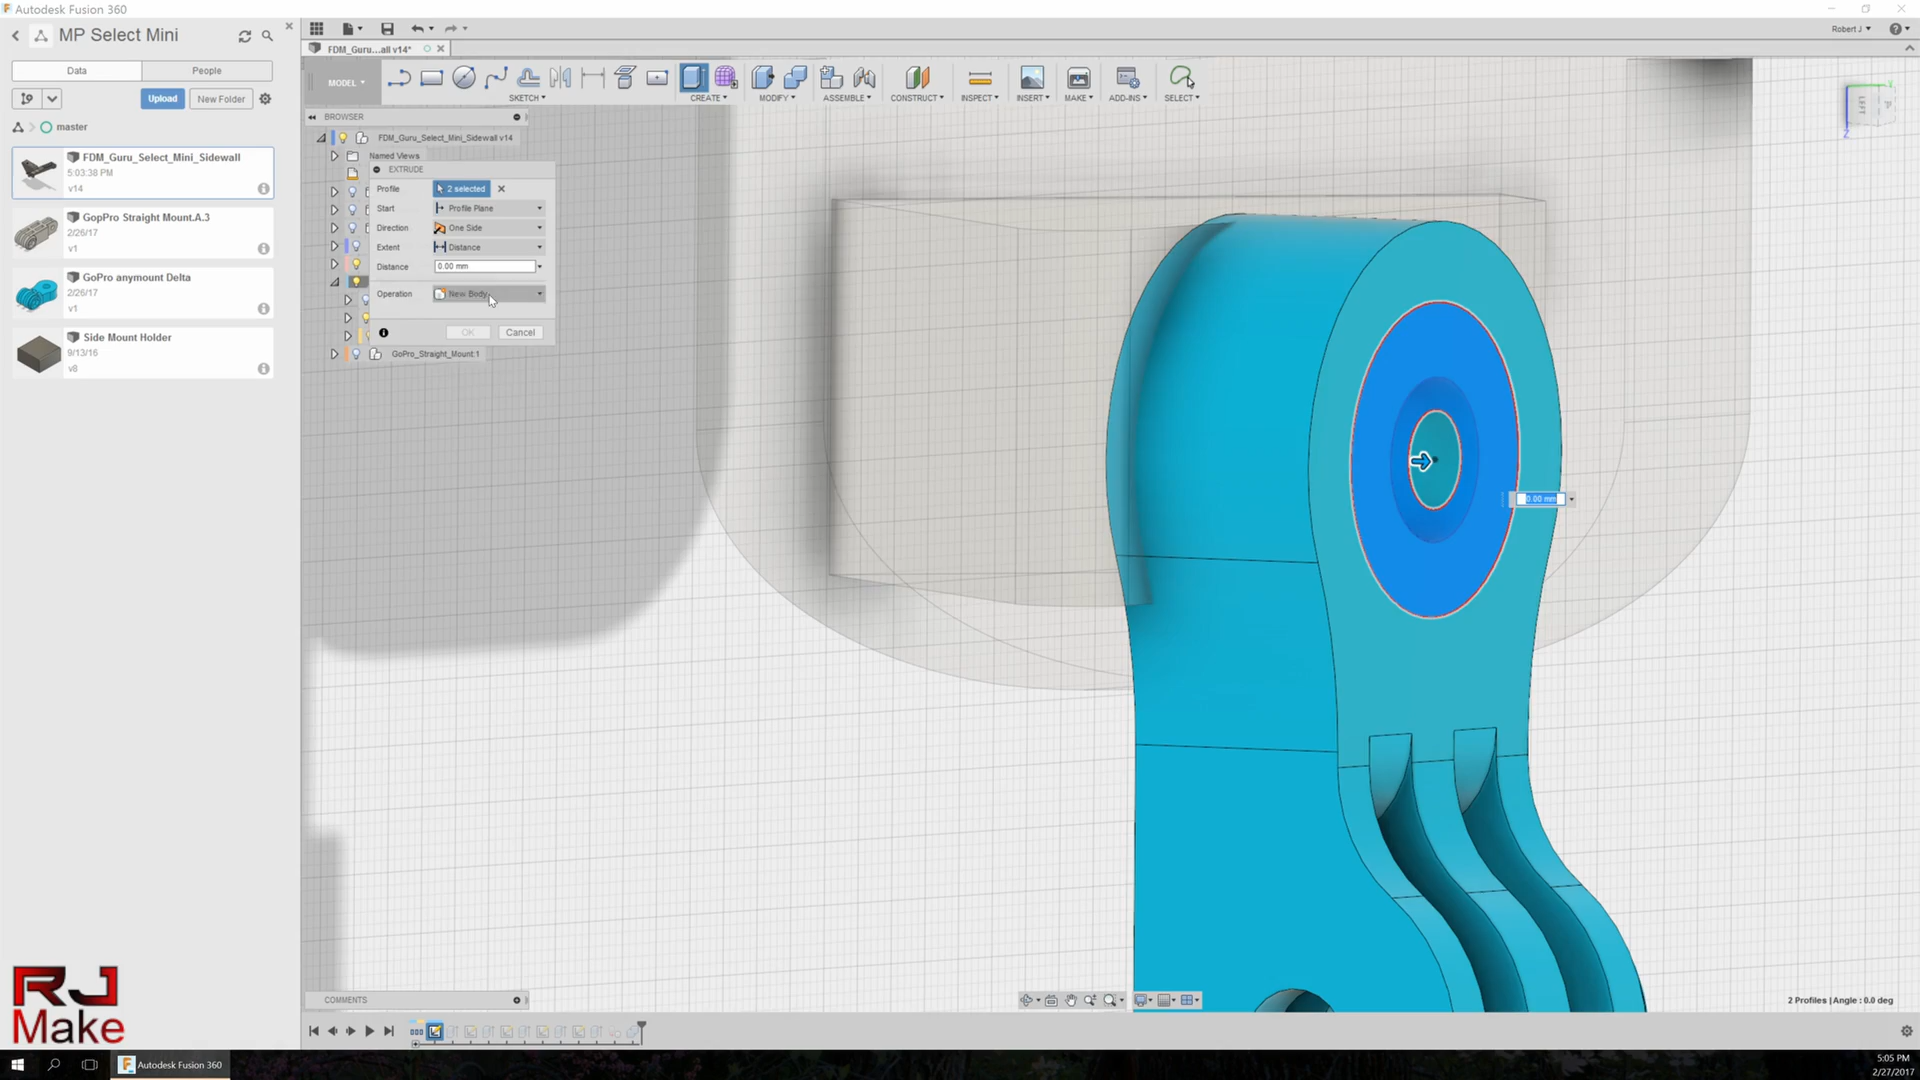 Autodesk Fusion 360
MP Select Mini
Data
People
Upload
New Folder
master
FDM_Guru_Select_Mini_Sidewall
5:03:38 PM
v14
GopPro Straight Mount.A.3
2/26/17
v1
GoPro anymount Delta
2/26/17
v1
Side Mount Holder
9/13/16
v8
RJ
Make
Robert J
FDM_Guru...all v14*
MODEL
SKETCH
CREATE
MODIFY
ASSEMBLE
CONSTRUCT
INSPECT
INSERT
MAKE
ADD-INS
SELECT
BROWSER
FDM_Guru_Select_Mini_Sidewall v14
Named Views
EXTRUDE
Profile
2 selected
Start
Profile Plane
Direction
One Side
Extent
Distance
Distance
0.00 mm
Operation
New Body
OK
Cancel
GoPro_Straight_Mount:1
LEFT
Z
0.00 mm
COMMENTS
2 Profiles | Angle : 0.0 deg
Autodesk Fusion 360
5:05 PM
2/27/2017